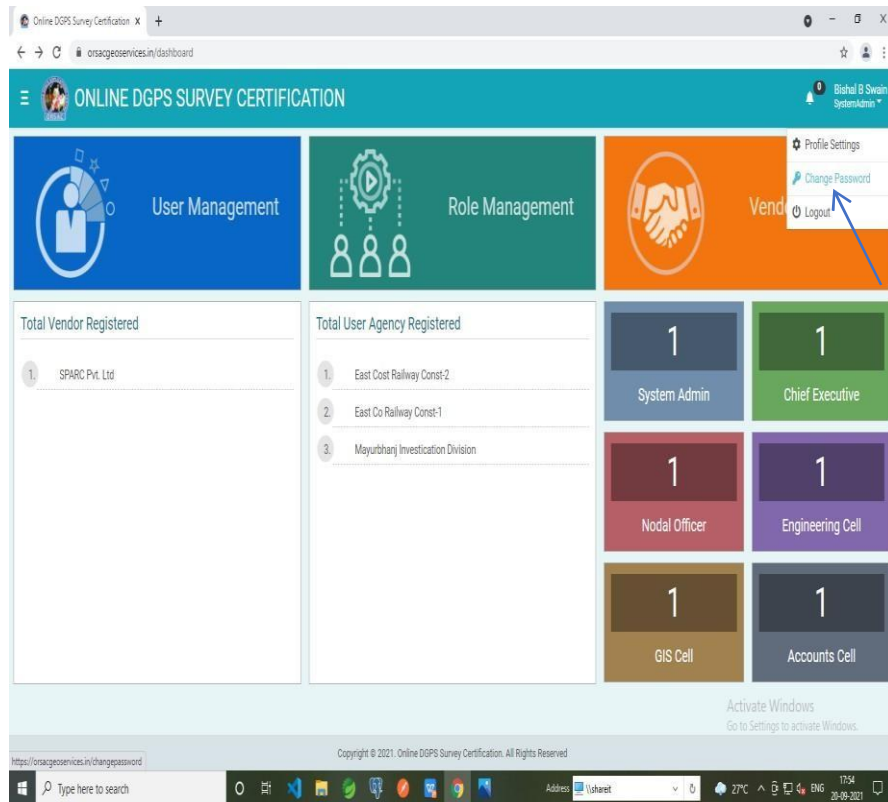 Online DGPS Survey Certification X +
orsacgeoservices.in/dashboard
ONLINE DGPS SURVEY CERTIFICATION
0
Bishal B Swain
SystemAdmin
Profile Settings
Change Password
Logout
User Management
Role Management
Vend
Total Vendor Registered
1. SPARC Pvt. Ltd
Total User Agency Registered
1. East Cost Railway Const-2
2. East Co Railway Const-1
3. Mayurbhanj Investication Division
1
System Admin
1
Chief Executive
1
Nodal Officer
1
Engineering Cell
1
GIS Cell
1
Accounts Cell
Activate Windows
Go to Settings to activate Windows.
Copyright © 2021. Online DGPS Survey Certification. All Rights Reserved
https://orsacgeoservices.in/changepassword
Type here to search
Address \\shareit
27°C
ENG
17:54
20-09-2021